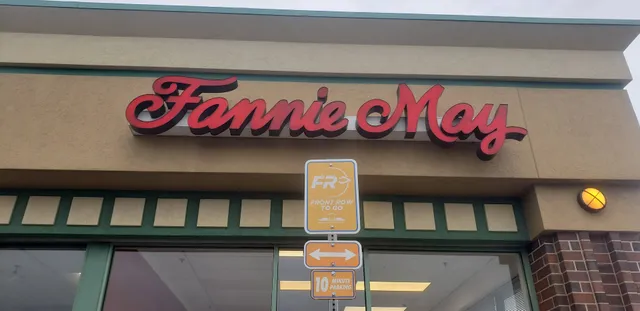 Fannie May
FR
FRONT ROW
TO GO
10 MINUTE
PARKING